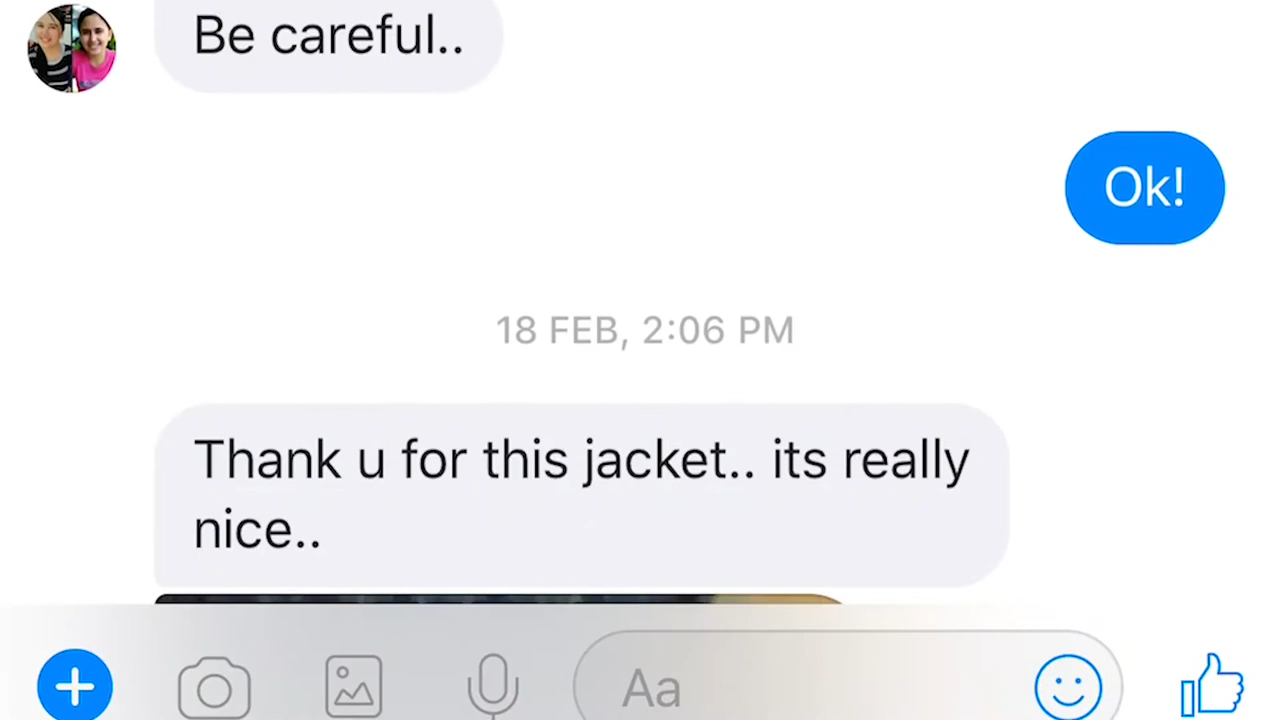 Be careful..
Ok!
18 FEB, 2:06 PM
Thank u for this jacket.. its really
nice..
Aa